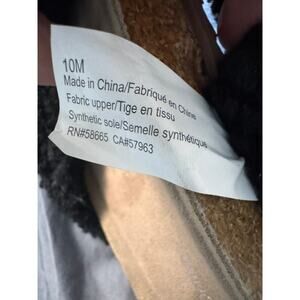 10M
Made in China/Fabriqué en Chine
Fabric upper/Tige en tissu
Synthetic sole/Semelle synthétique
RN#58665 CA#57963